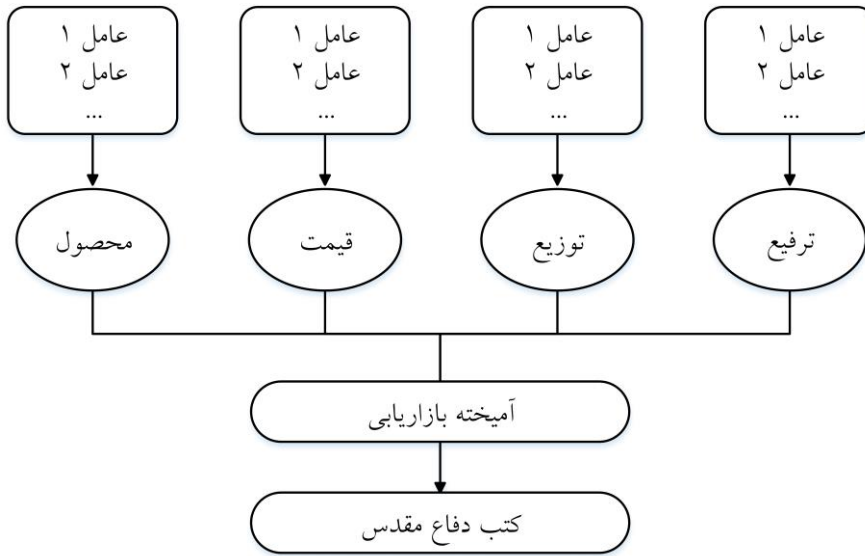 عامل ۱
عامل ۲
...
عامل ۱
عامل ۲
...
عامل ۱
عامل ۲
...
عامل ۱
عامل ۲
...
ترفیع
توزیع
قیمت
محصول
آمیخته بازاریابی
کتب دفاع مقدس